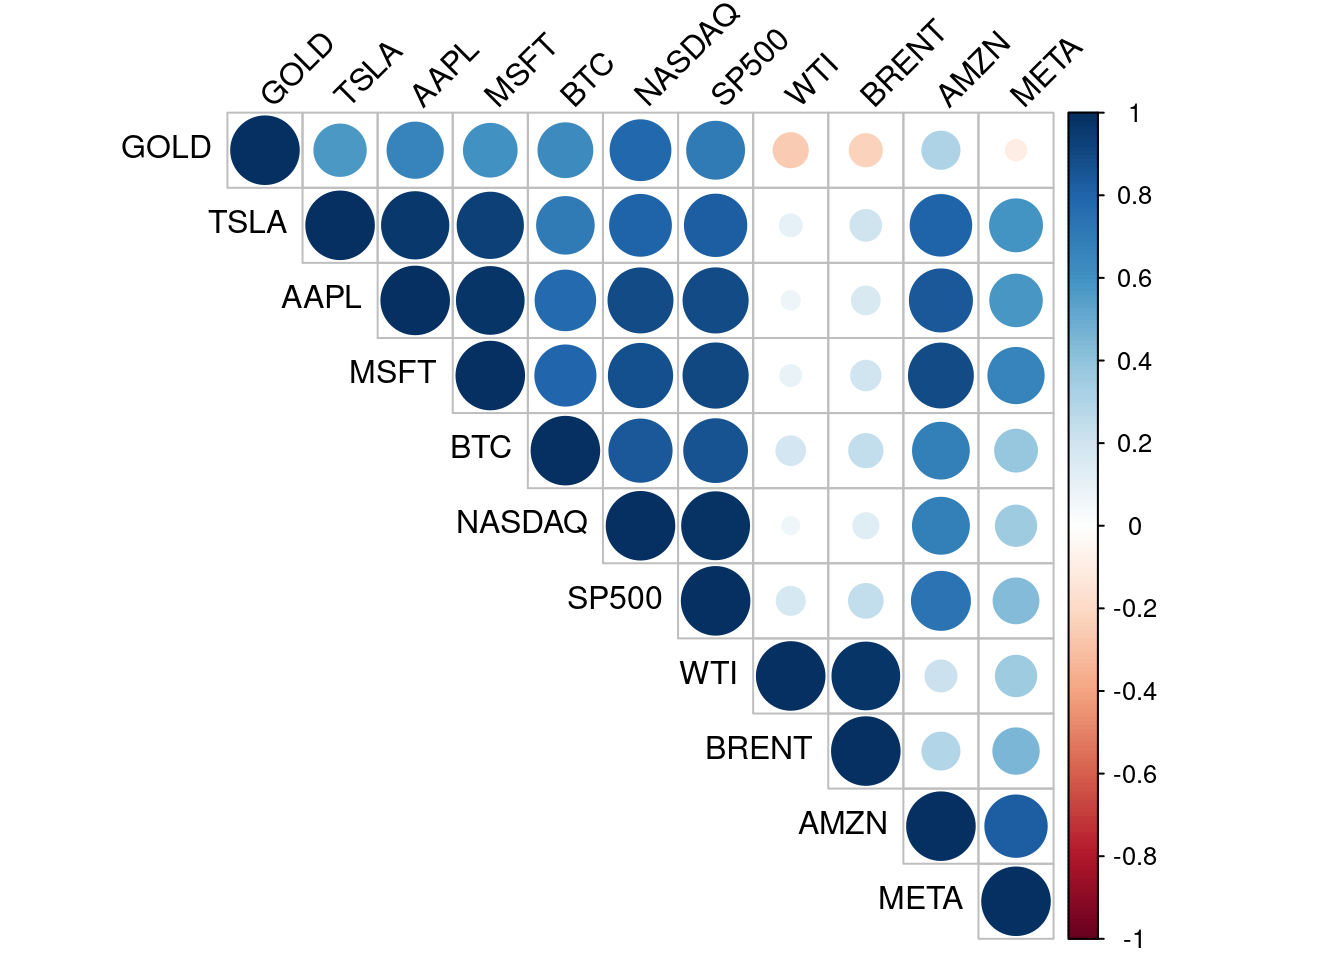 GOLD
TSLA
AAPL
MSFT
BTC
NASDAQ
SP500
WTI
BRENT
AMZN
META
GOLD
TSLA
AAPL
MSFT
BTC
NASDAQ
SP500
WTI
BRENT
AMZN
META
1
0.8
0.6
0.4
0.2
0
-0.2
-0.4
-0.6
-0.8
-1